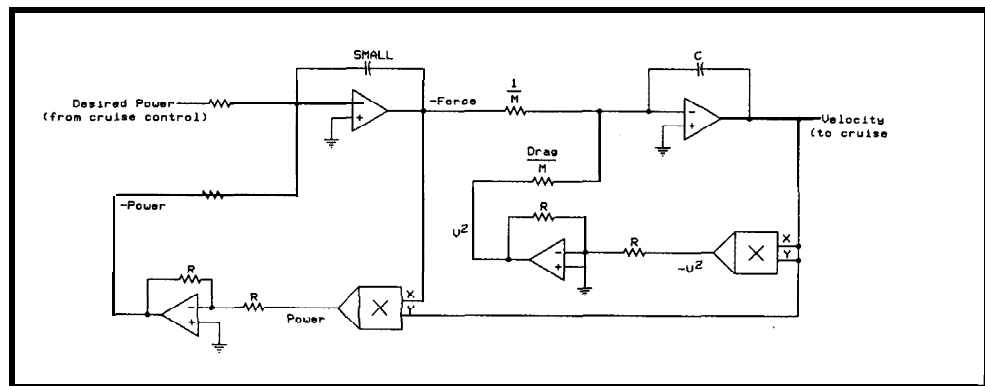 SMALL
C
Desired Power
(from cruise control)
-
+
-Force
1
M
-
+
Velocity
(to cruise
Drag
M
-Power
R
V²
-
+
R
-V²
X
X
Y
R
-
+
R
Power
X
X
Y